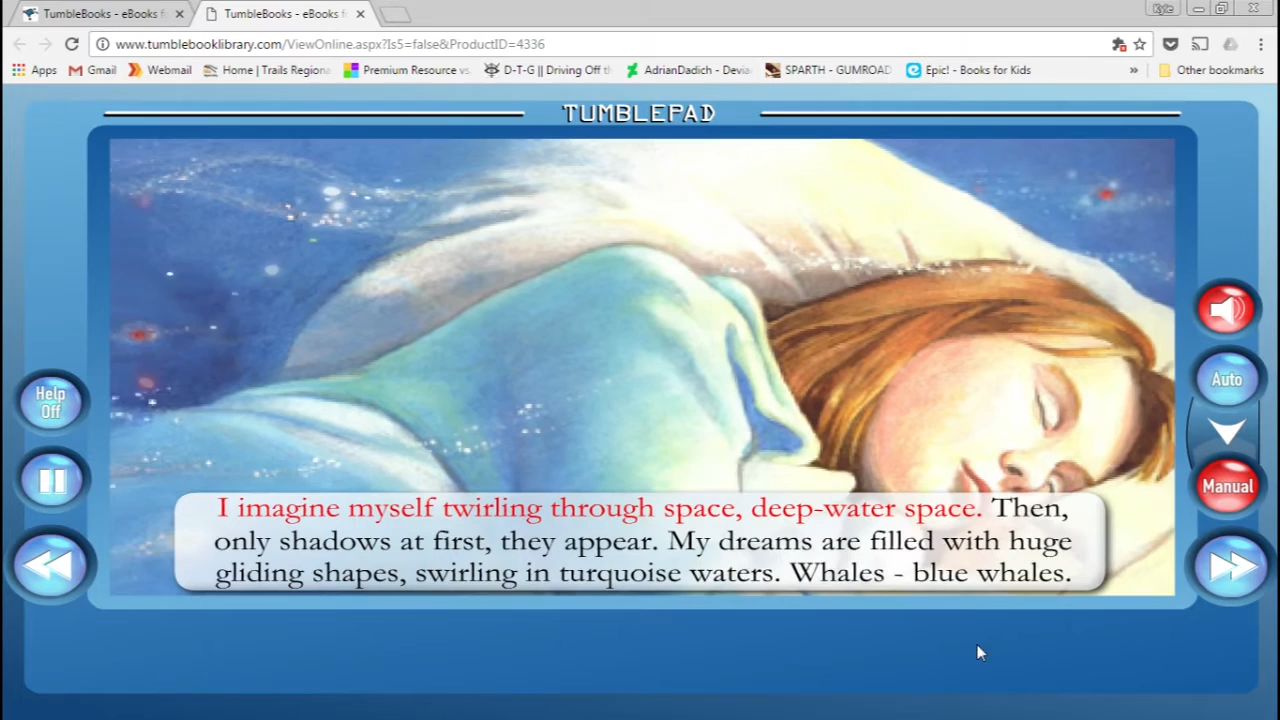 TumbleBooks - eBooks f
TumbleBooks - eBooks f
Kyle
www.tumblebooklibrary.com/ViewOnline.aspx?Is5=false&ProductID=4336
Apps
Gmail
Webmail
Home | Trails Regiona
Premium Resource vs
D-T-G || Driving Off th
AdrianDadich - Devia
SPARTH - GUMROAD
Epic! - Books for Kids
»
Other bookmarks
TUMBLEPAD
Help
Off
Auto
Manual
I imagine myself twirling through space, deep-water space. Then,
only shadows at first, they appear. My dreams are filled with huge
gliding shapes, swirling in turquoise waters. Whales - blue whales.